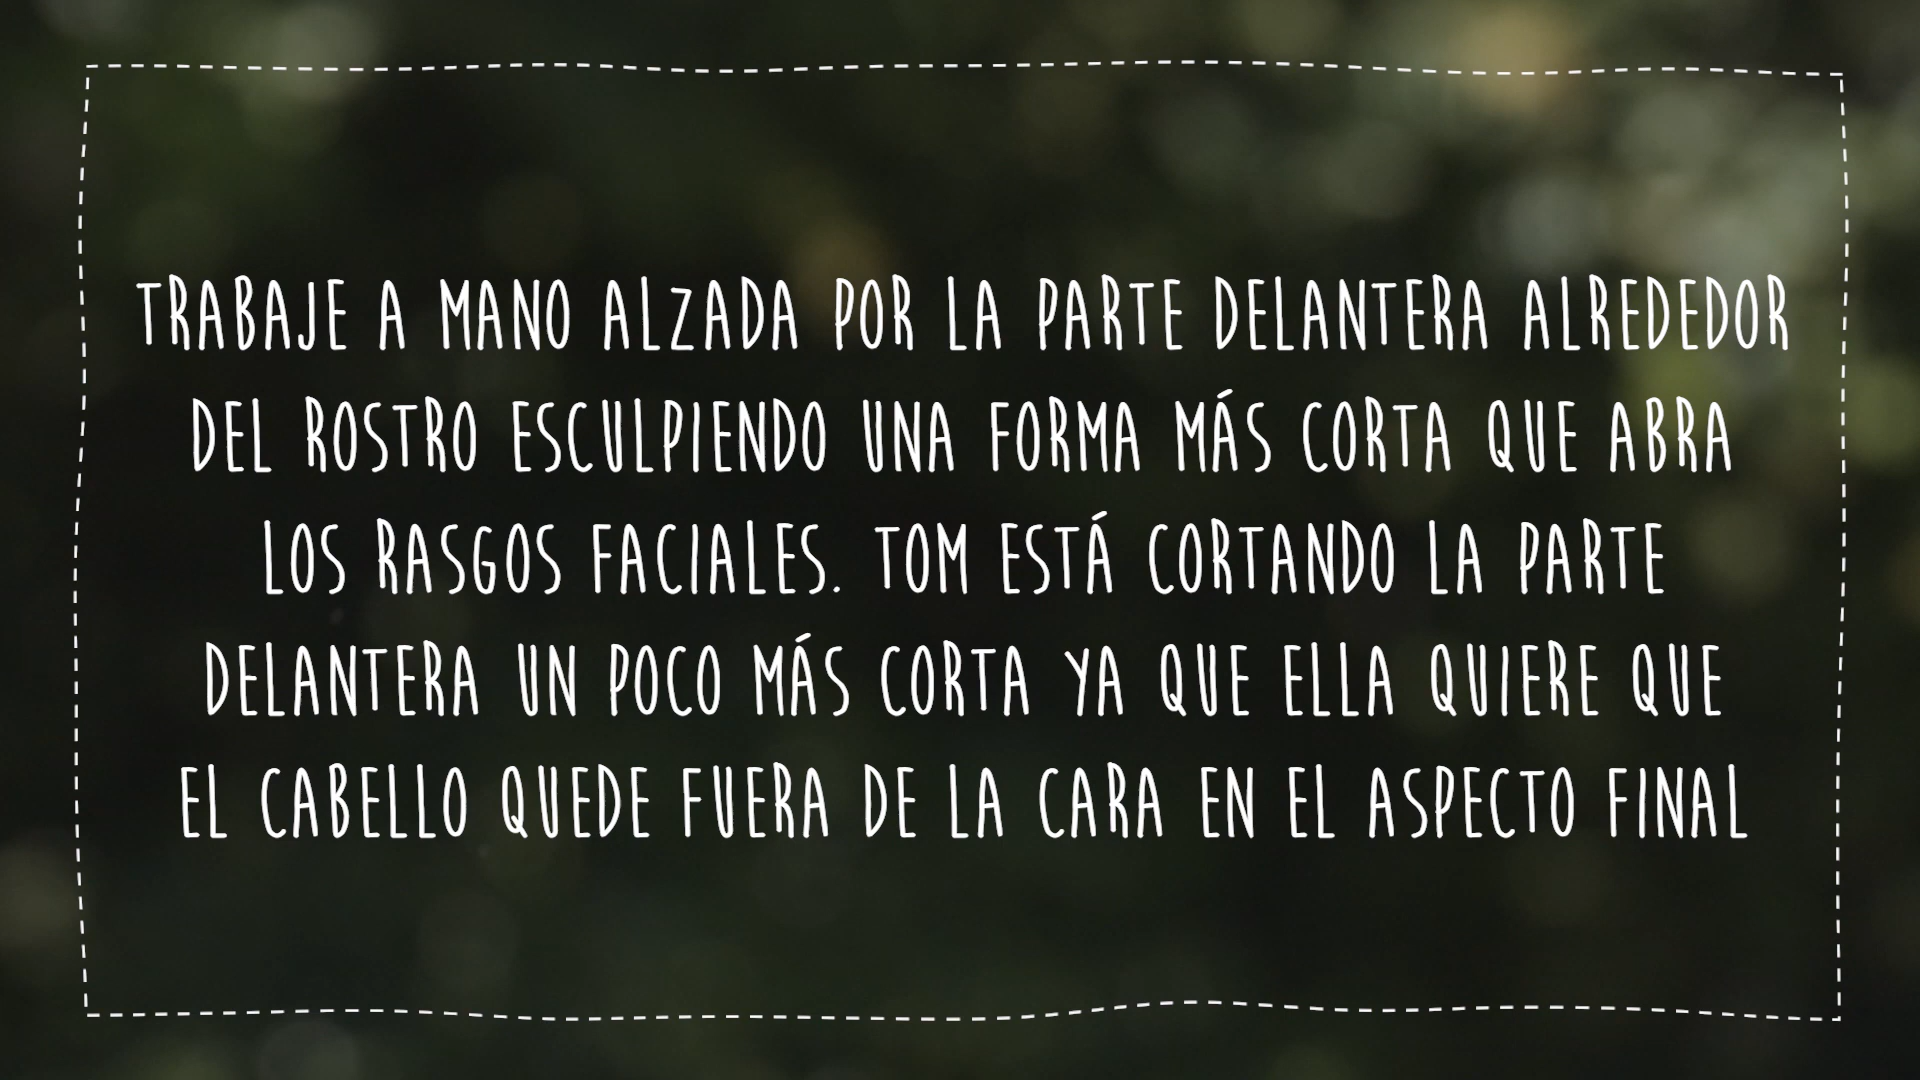 TRABAJE A MANO ALZADA POR LA PARTE DELANTERA ALREDEDOR
DEL ROSTRO ESCULPIENDO UNA FORMA MÁS CORTA QUE ABRA
LOS RASGOS FACIALES. TOM ESTÁ CORTANDO LA PARTE
DELANTERA UN POCO MÁS CORTA YA QUE ELLA QUIERE QUE
EL CABELLO QUEDE FUERA DE LA CARA EN EL ASPECTO FINAL